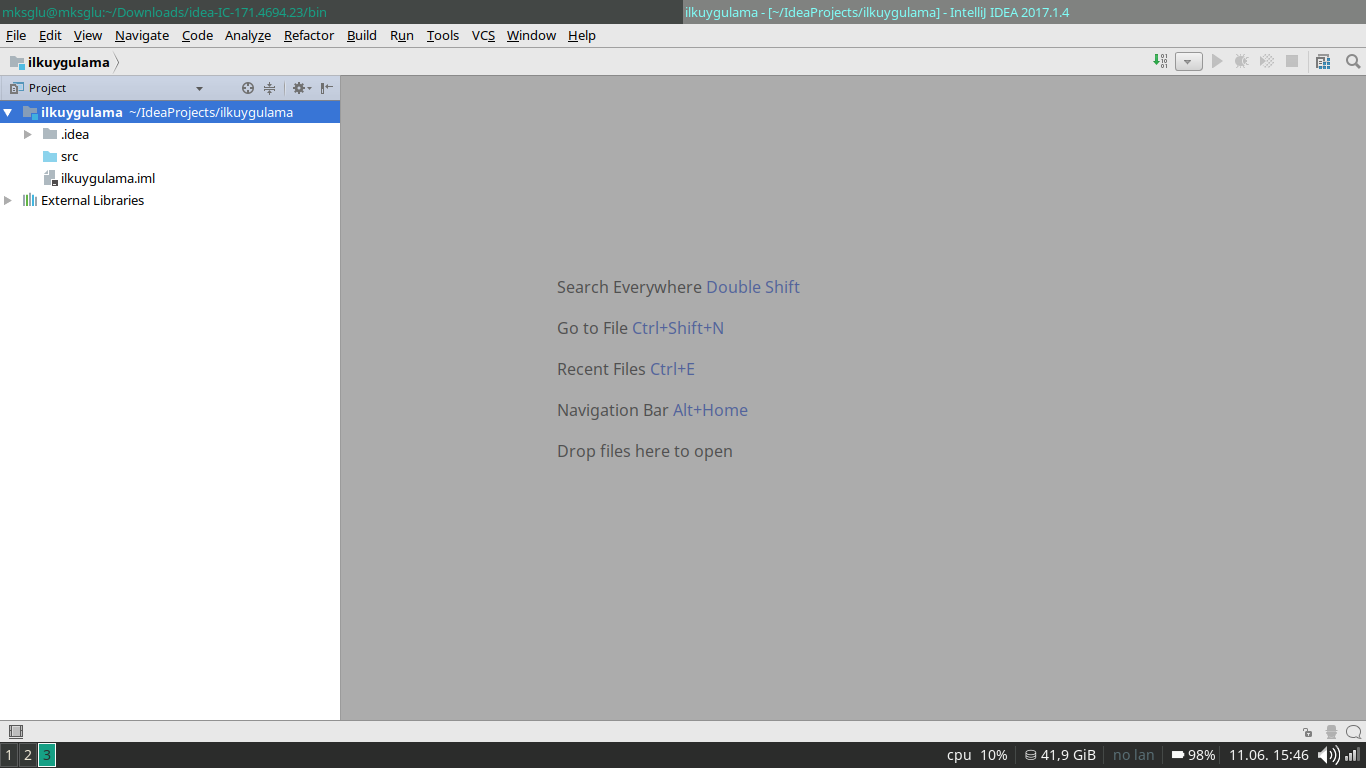 mksglu@mksglu:~/Downloads/idea-IC-171.4694.23/bin
ilkuygulama - [~/IdeaProjects/ilkuygulama] - IntelliJ IDEA 2017.1.4
File Edit View Navigate Code Analyze Refactor Build Run Tools VCS Window Help
ilkuygulama
Project
ilkuygulama ~/IdeaProjects/ilkuygulama
.idea
src
ilkuygulama.iml
External Libraries
Search Everywhere Double Shift
Go to File Ctrl+Shift+N
Recent Files Ctrl+E
Navigation Bar Alt+Home
Drop files here to open
1 2 3 cpu 10% 41,9 GiB no lan 98% 11.06. 15:46